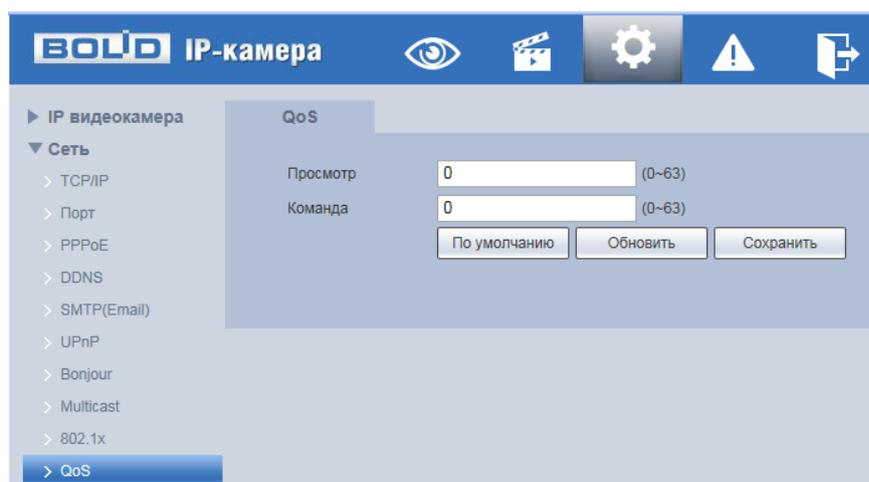 BOLID IP-камера
IP видеокамера
Сеть
TCP/IP
Порт
PPPoE
DDNS
SMTP(Email)
UPnP
Bonjour
Multicast
802.1x
QoS
QoS
Просмотр 0 (0~63)
Команда 0 (0~63)
По умолчанию Обновить Сохранить